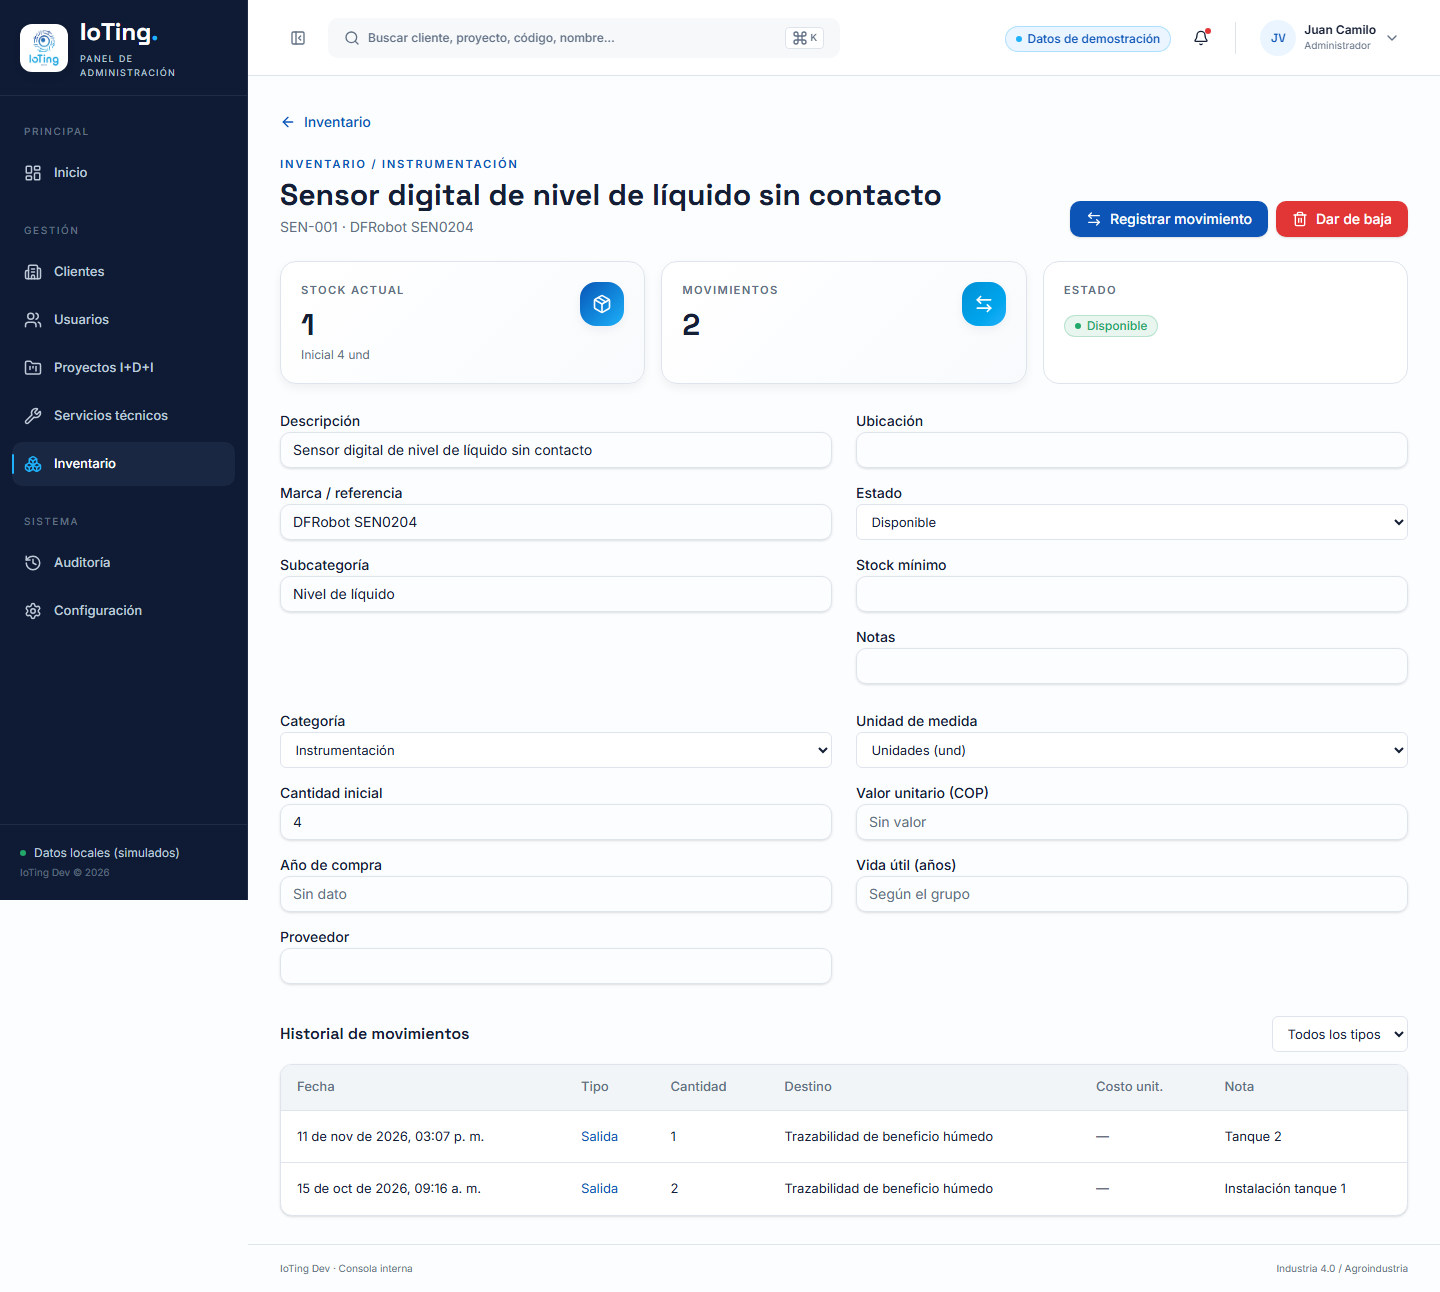 IoTing.
PANEL DE
ADMINISTRACIÓN
IoTing
PRINCIPAL
Inicio
GESTIÓN
Clientes
Usuarios
Proyectos I+D+I
Servicios técnicos
Inventario
SISTEMA
Auditoría
Configuración
Datos locales (simulados)
IoTing Dev © 2026
Buscar cliente, proyecto, código, nombre...
⌘ K
Datos de demostración
JV
Juan Camilo
Administrador
Inventario
INVENTARIO / INSTRUMENTACIÓN
Sensor digital de nivel de líquido sin contacto
SEN-001 · DFRobot SEN0204
Registrar movimiento
Dar de baja
STOCK ACTUAL
1
Inicial 4 und
MOVIMIENTOS
2
ESTADO
Disponible
Descripción
Sensor digital de nivel de líquido sin contacto
Ubicación
Marca / referencia
DFRobot SEN0204
Estado
Disponible
Subcategoría
Nivel de líquido
Stock mínimo
Notas
Categoría
Instrumentación
Unidad de medida
Unidades (und)
Cantidad inicial
4
Valor unitario (COP)
Sin valor
Año de compra
Sin dato
Vida útil (años)
Según el grupo
Proveedor
Historial de movimientos
Todos los tipos
Fecha Tipo Cantidad Destino Costo unit. Nota
11 de nov de 2026, 03:07 p. m. Salida 1 Trazabilidad de beneficio húmedo — Tanque 2
15 de oct de 2026, 09:16 a. m. Salida 2 Trazabilidad de beneficio húmedo — Instalación tanque 1
IoTing Dev · Consola interna
Industria 4.0 / Agroindustria